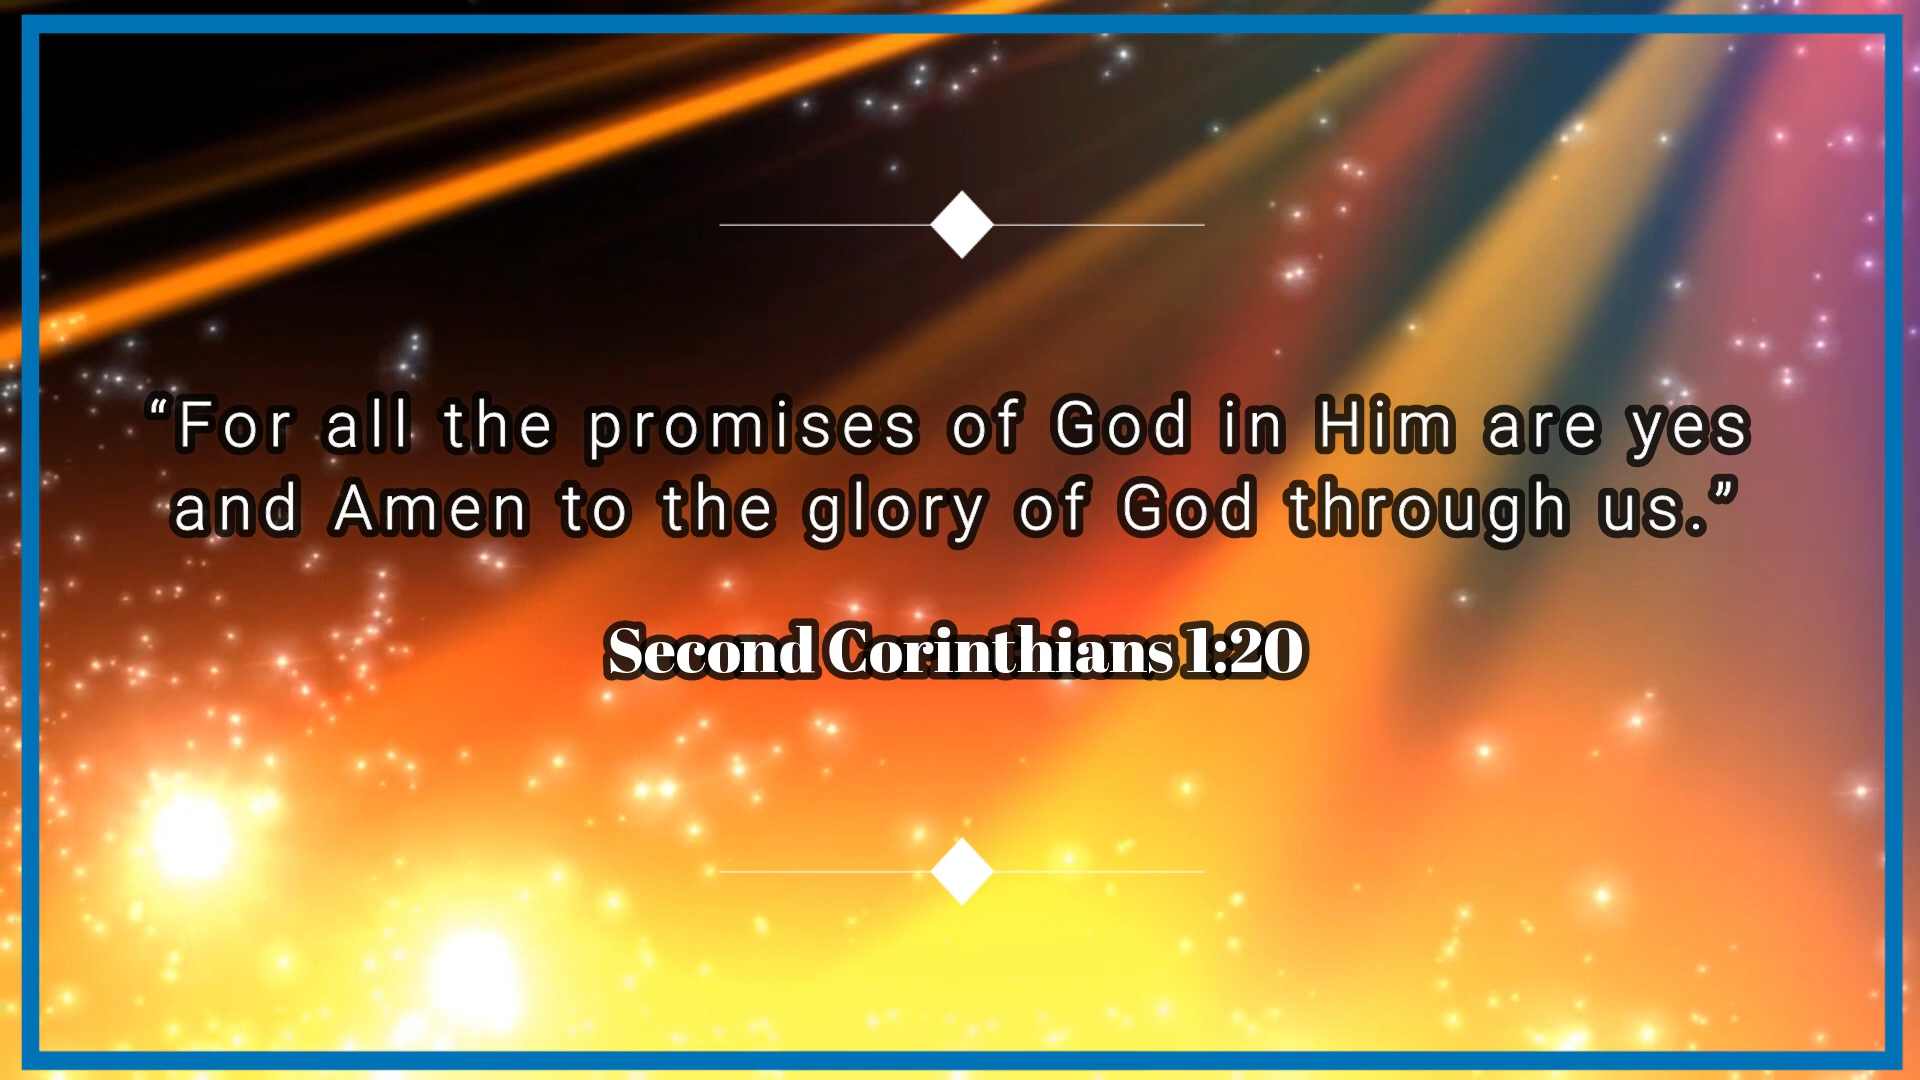 “For all the promises of God in Him are yes
and Amen to the glory of God through us.”
Second Corinthians 1:20